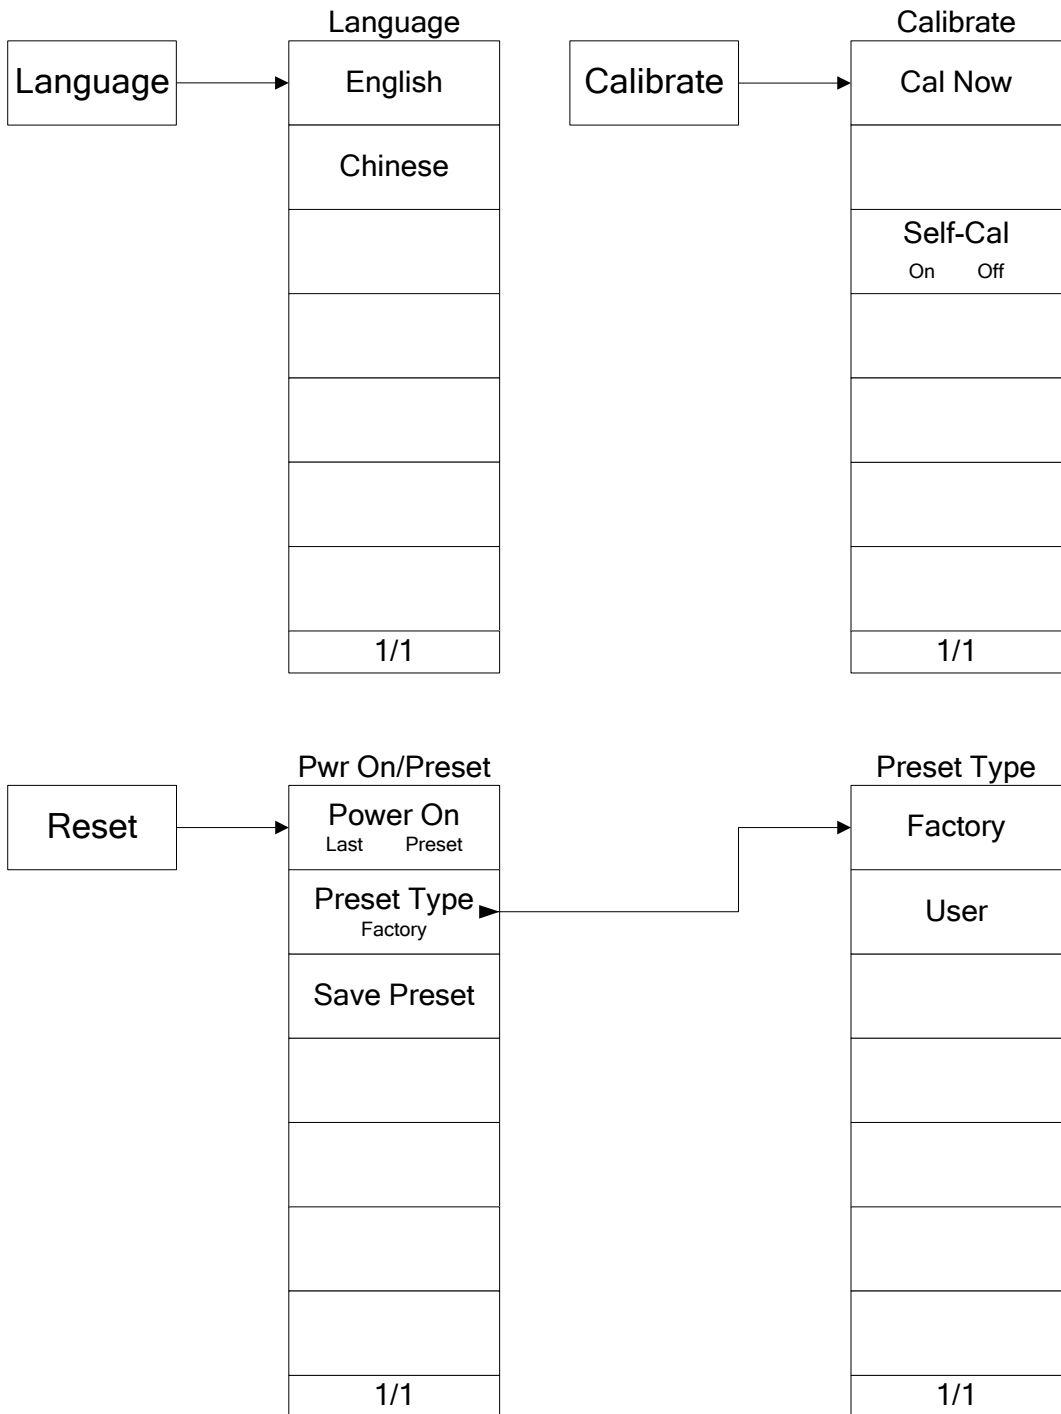 Language
Language
English
Chinese
1/1
Calibrate
Calibrate
Cal Now
Self-Cal
On Off
1/1
Pwr On/Preset
Reset
Power On
Last Preset
Preset Type
Factory
Save Preset
1/1
Preset Type
Factory
User
1/1